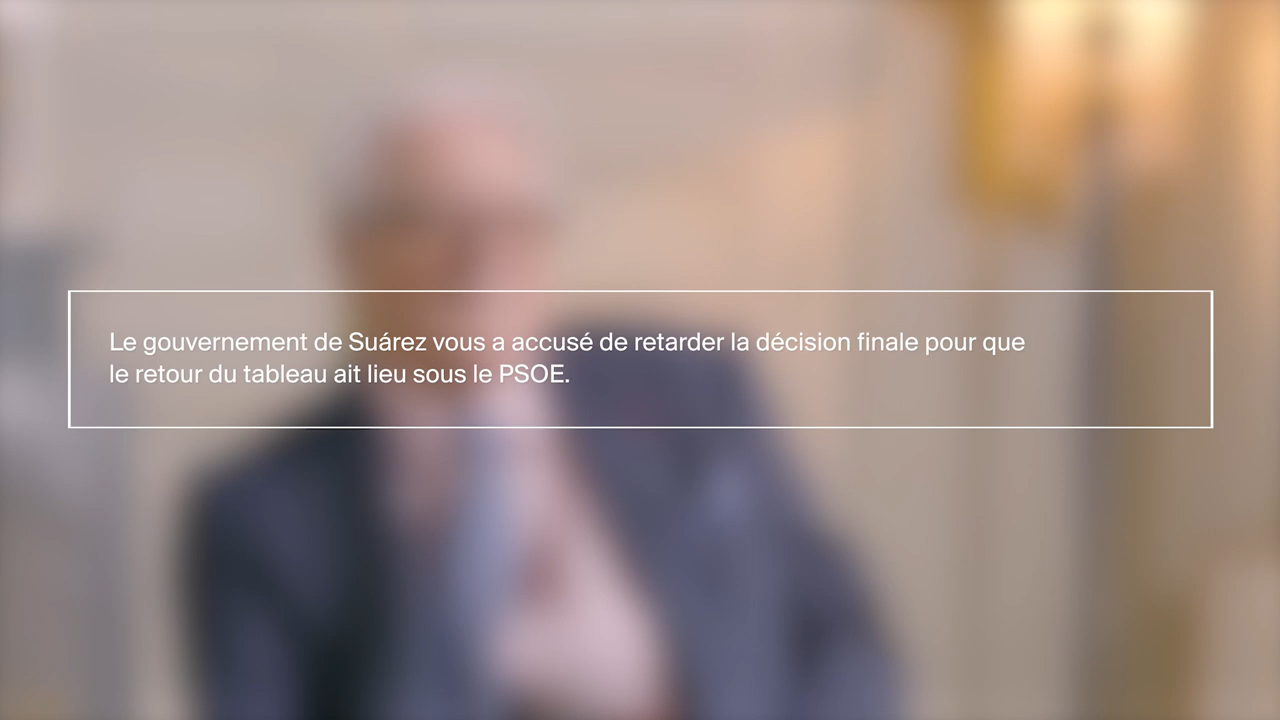 Le gouvernement de Suárez vous a accusé de retarder la décision finale pour que
le retour du tableau ait lieu sous le PSOE.